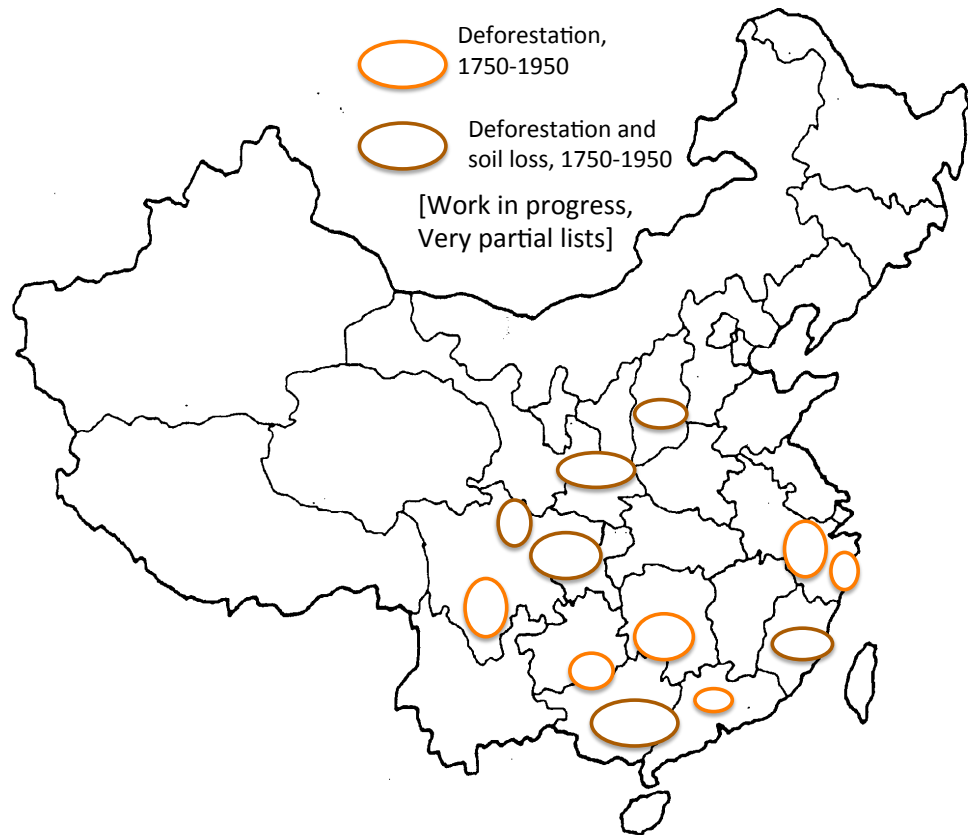 Deforestation,
1750-1950
Deforestation and
soil loss, 1750-1950
[Work in progress,
Very partial lists]